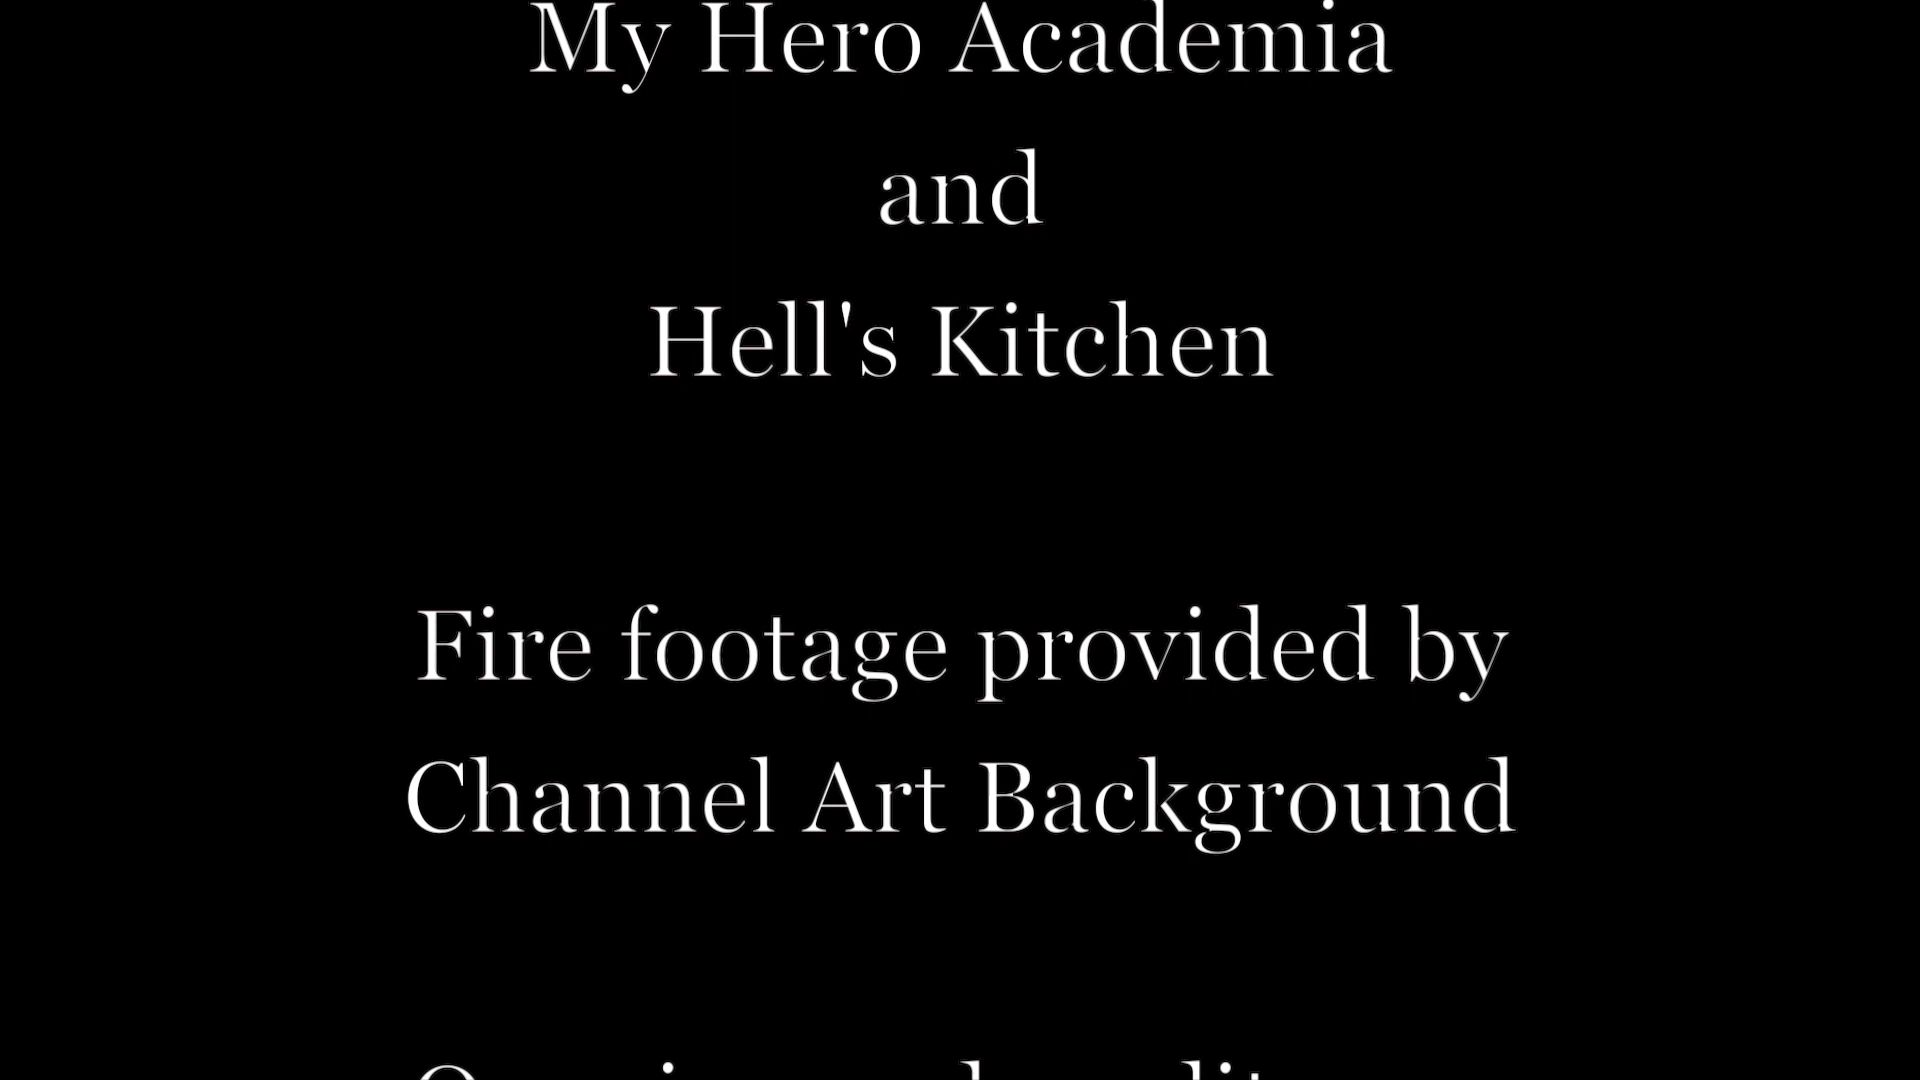 My Hero Academia
and
Hell's Kitchen
Fire footage provided by
Channel Art Background